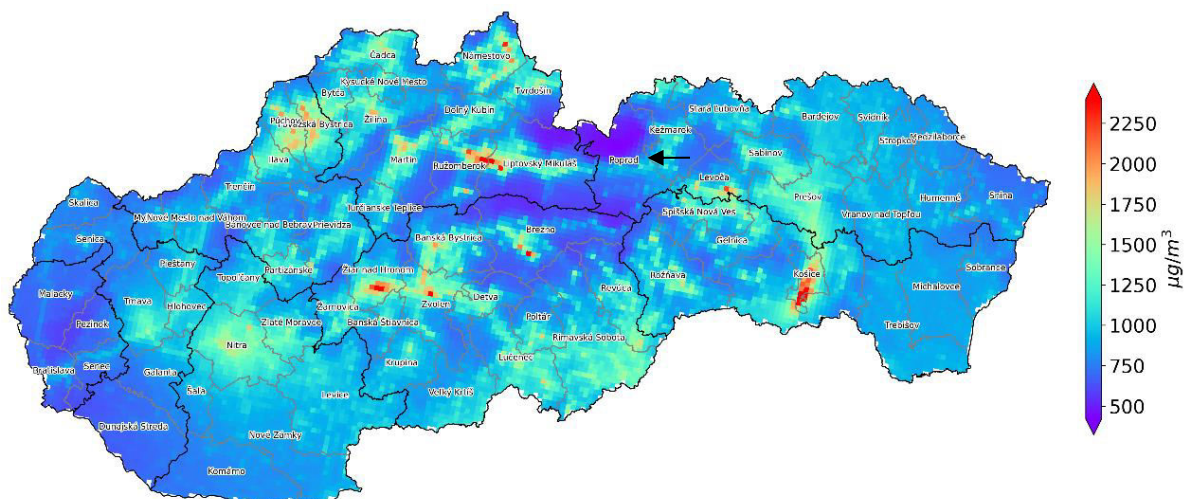 Čadca
Námestovo
Kysucké Nové Mesto
Tvrdošín
Bytča
Dolný Kubín
Stará Ľubovňa
Bardejov
Svidník
Púchov
Považská Bystrica
Žilina
Kežmarok
Stropkov
Medzilaborce
Ilava
Martin
Ružomberok
Liptovský Mikuláš
Poprad
Sabinov
Levoča
Trenčín
Prešov
Humenné
Snina
Skalica
Turčianske Teplice
Spišská Nová Ves
Vranov nad Topľou
Nové Mesto nad Váhom
Prievidza
Senica
Banská Bystrica
Brezno
Gelnica
Piešťany
Topoľčany
Partizánske
Žiar nad Hronom
Rožňava
Košice
Sobrance
Malacky
Trnava
Hlohovec
Žarnovica
Zvolen
Detva
Revúca
Michalovce
Pezinok
Zlaté Moravce
Banská Štiavnica
Poltár
Trebišov
Nitra
Rimavská Sobota
Bratislava
Senec
Galanta
Krupina
Lučenec
Šaľa
Levice
Veľký Krtíš
Dunajská Streda
Nové Zámky
Komárno
2250
2000
1750
1500
1250
1000
750
500
µg/m³